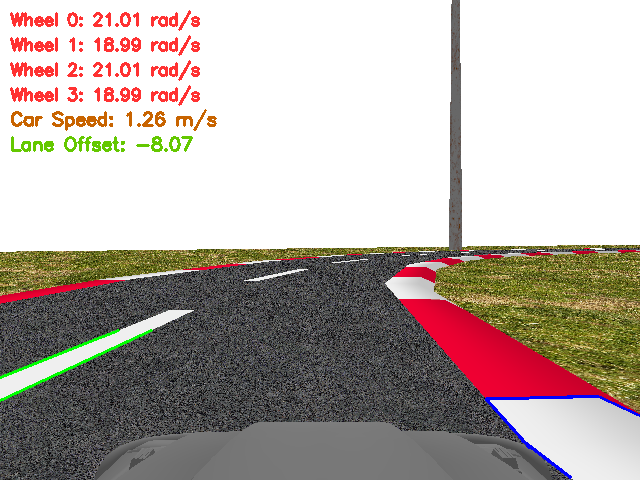 Wheel 0: 21.01 rad/s
Wheel 1: 18.99 rad/s
Wheel 2: 21.01 rad/s
Wheel 3: 18.99 rad/s
Car Speed: 1.26 m/s
Lane Offset: -8.07